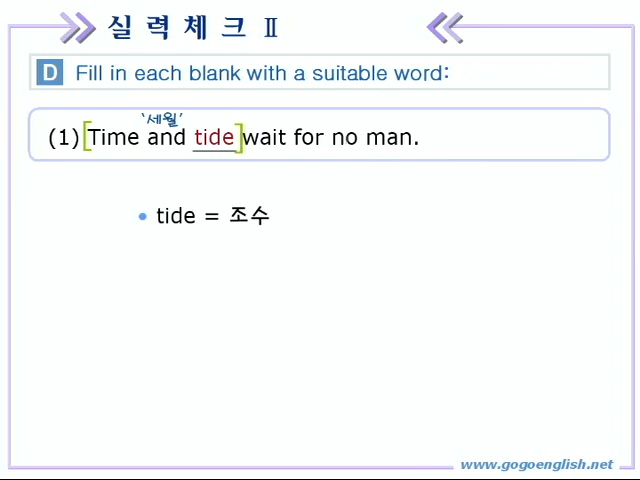 실 력 체 크 Ⅱ
D Fill in each blank with a suitable word:
‘세월’
(1) [Time and tide] wait for no man.
• tide = 조수
www.gogoenglish.net